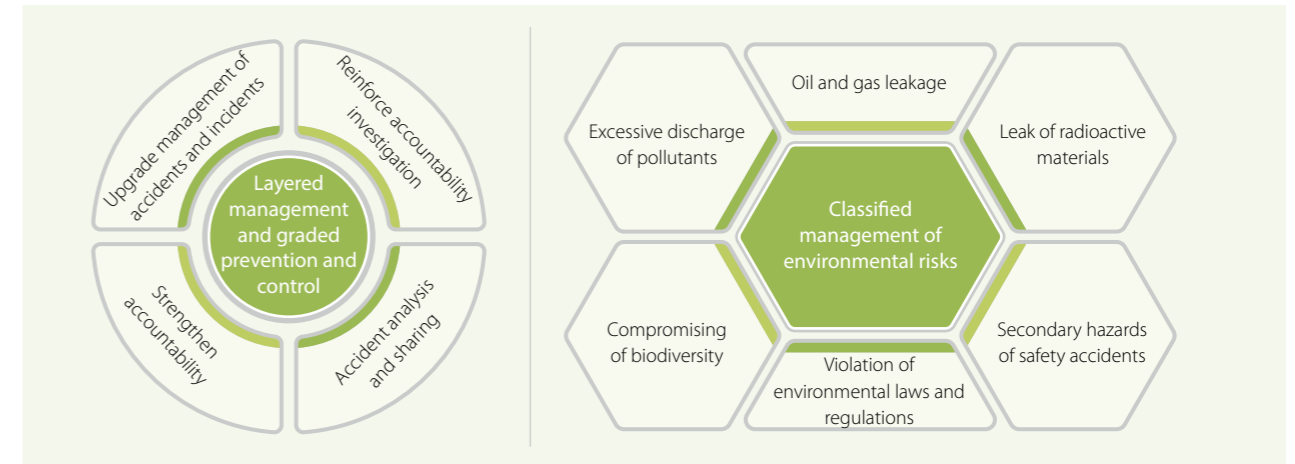 Upgrade management of
accidents and incidents
Reinforce accountability
investigation
Layered
management
and graded
prevention and
control
Strengthen
accountability
Accident analysis
and sharing
Oil and gas leakage
Excessive discharge
of pollutants
Leak of radioactive
materials
Classified
management of
environmental risks
Compromising
of biodiversity
Secondary hazards
of safety accidents
Violation of
environmental laws and
regulations